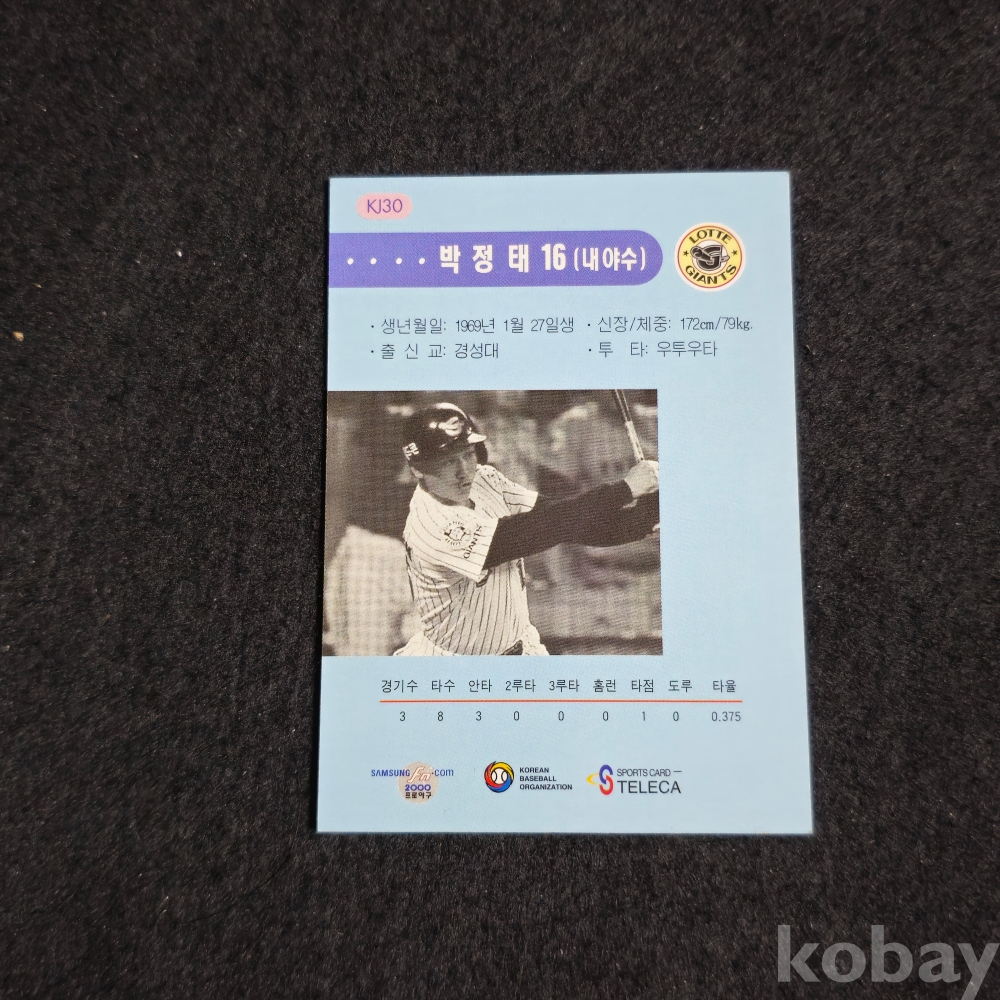 KJ30
····박정태 16 (내야수)
LOTTE
GIANTS
· 생년월일: 1969년 1월 27일생 · 신장/체중: 172cm/79kg.
· 출 신 교: 경성대 · 투 타: 우투우타
GIANTS
경기수 타수 안타 2루타 3루타 홈런 타점 도루 타율
3 8 3 0 0 0 1 0 0.375
SAMSUNG fn.com
2000
프로야구
KOREAN
BASEBALL
ORGANIZATION
SPORTS CARD
TELECA
kobay